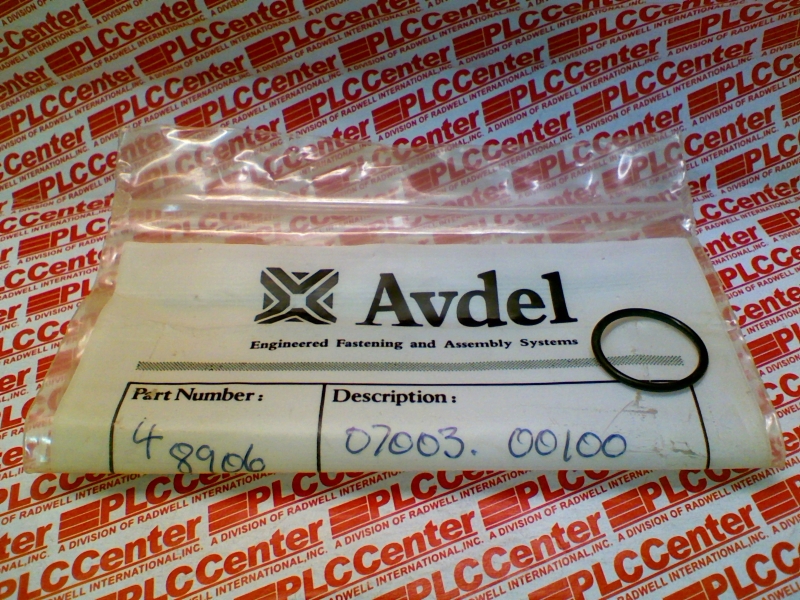 Avdel
Engineered Fastening and Assembly Systems
Part Number:
Description:
48906
07003. 00100
PLCCenter
A DIVISION OF RADWELL INTERNATIONAL, INC.